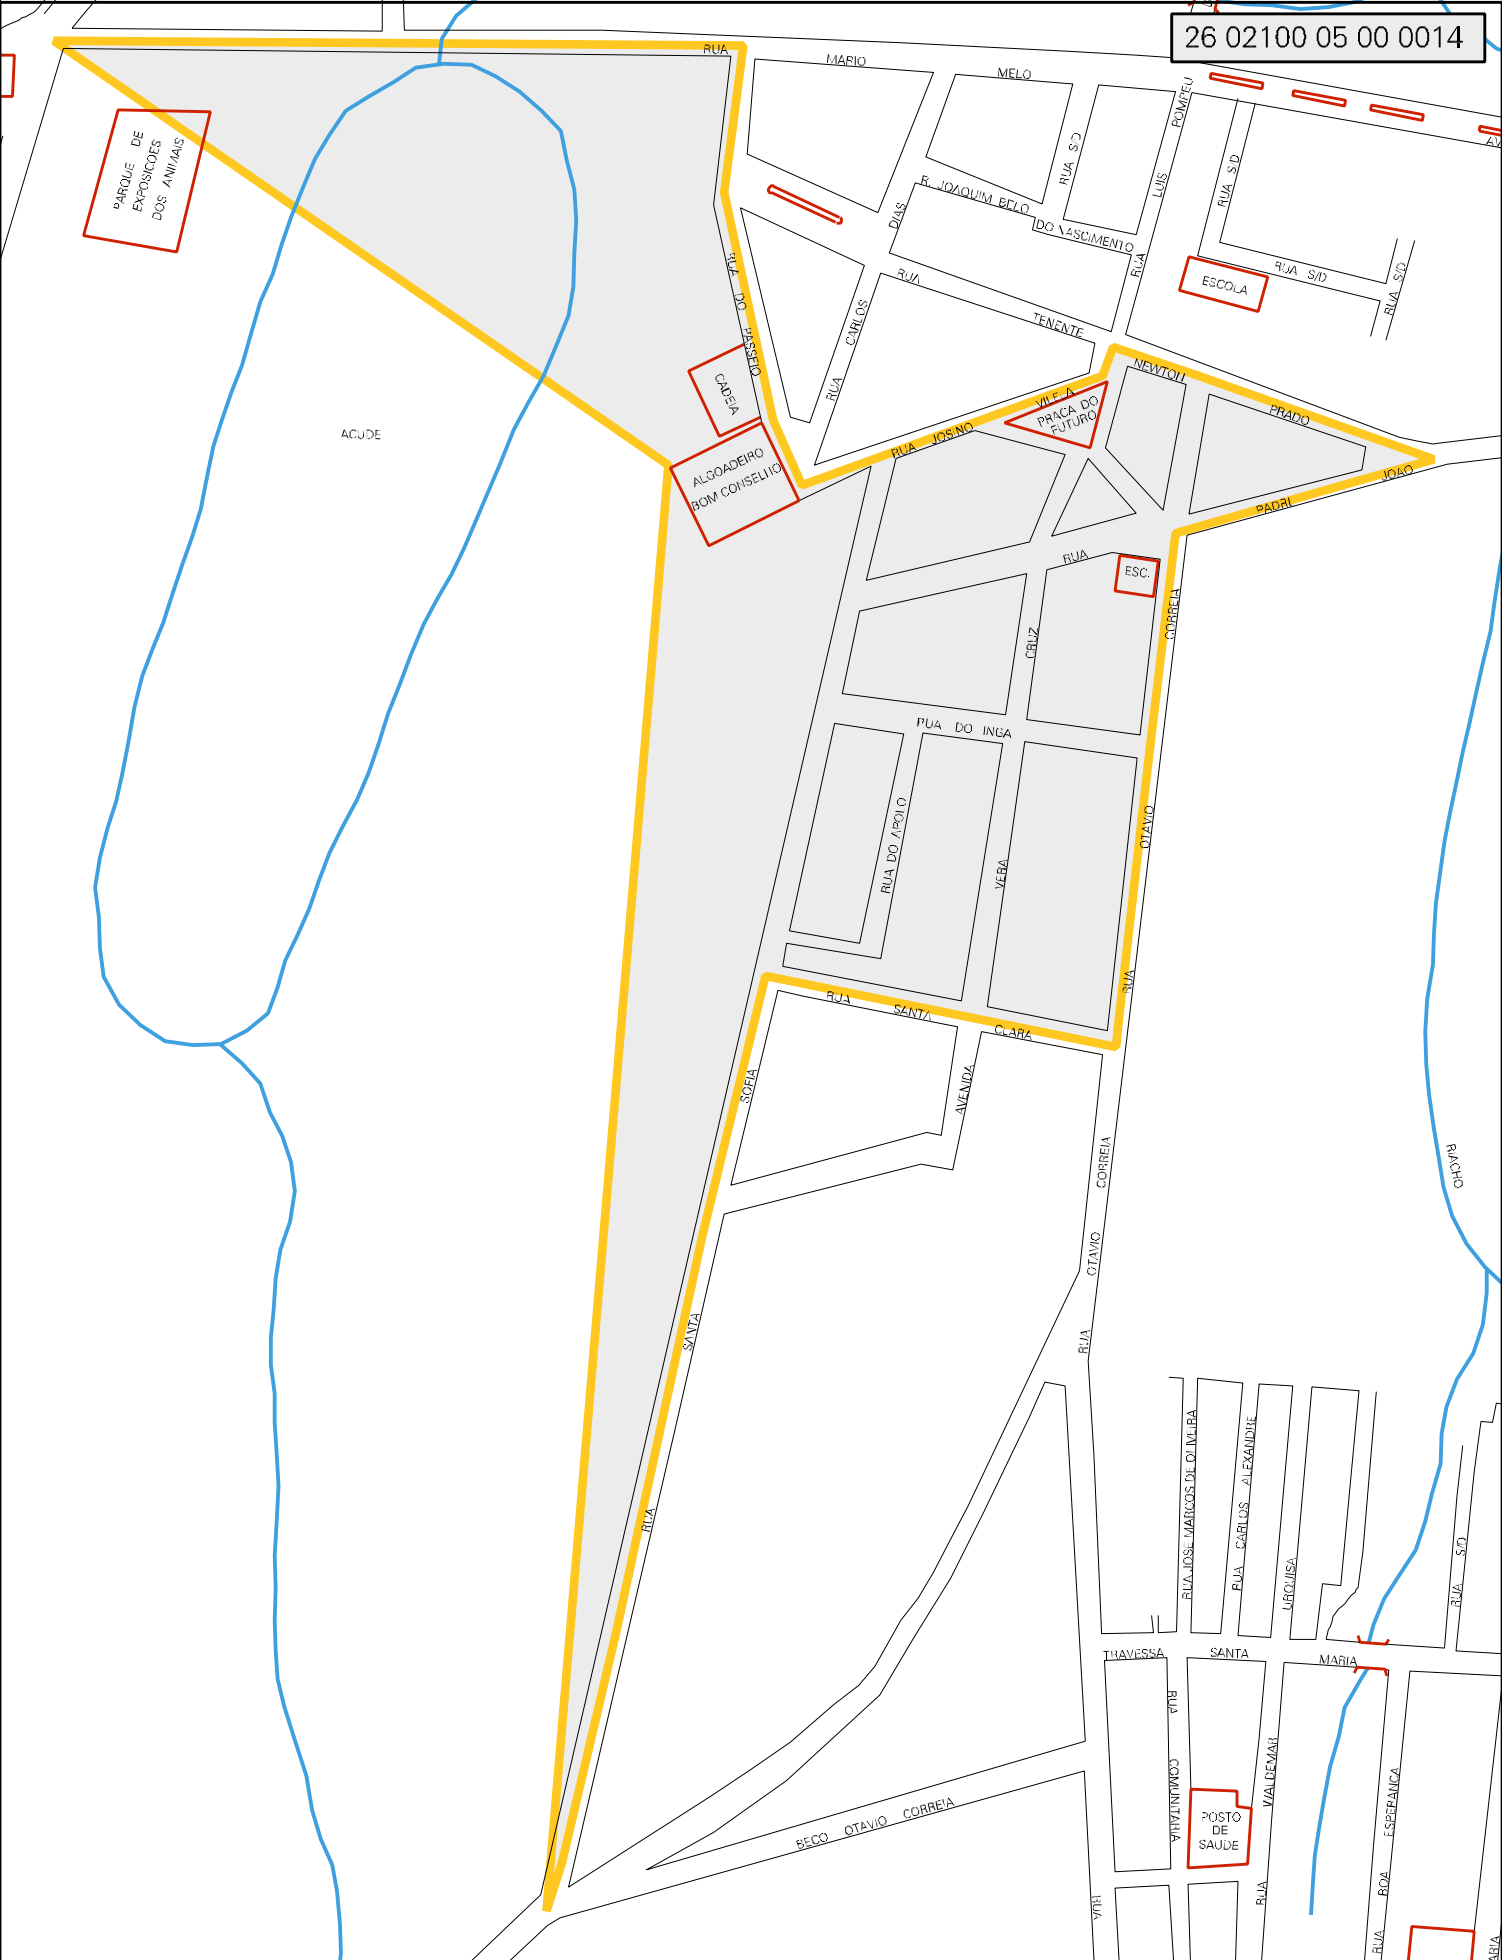 26 02100 05 00 0014
RUA
MARIO
MELO
RUA S/D
LUIS
POMPEU
RUA
RUA S/D
RUA S/D
RUA S/D
PARQUE DE
EXPOSICOES
DOS ANIMAIS
R. JOAQUIM BELO
DO NASCIMENTO
DIAS
CARLOS
RUA
RUA
TENENTE
ESCOLA
RUA DO PASSEIO
CADEIA
ACUDE
ALGOADEIRO
BOM CONSELHO
RUA JOSINO
VILELA
PRACA DO
FUTURO
NEWTON
PRADO
JOAO
RUA
ESC.
CORREIA
CRUZ
RUA DO INGA
RUA DO APOLO
VERA
OTAVIO
RUA
RUA
SANTA
CLARA
SOFIA
AVENIDA
CORREIA
OTAVIO
RUA
RIACHO
SANTA
RUA
RUA JOSE MARCOS DE OLIVEIRA
RUA CARLOS ALEXANDRE
URQUISA
RUA S/D
TRAVESSA
SANTA
MARIA
RUA
COMUNITARIA
WALDEMAR
RUA
POSTO
DE
SAUDE
ESPERANCA
BOA
RUA
BECO OTAVIO CORREIA
RUA